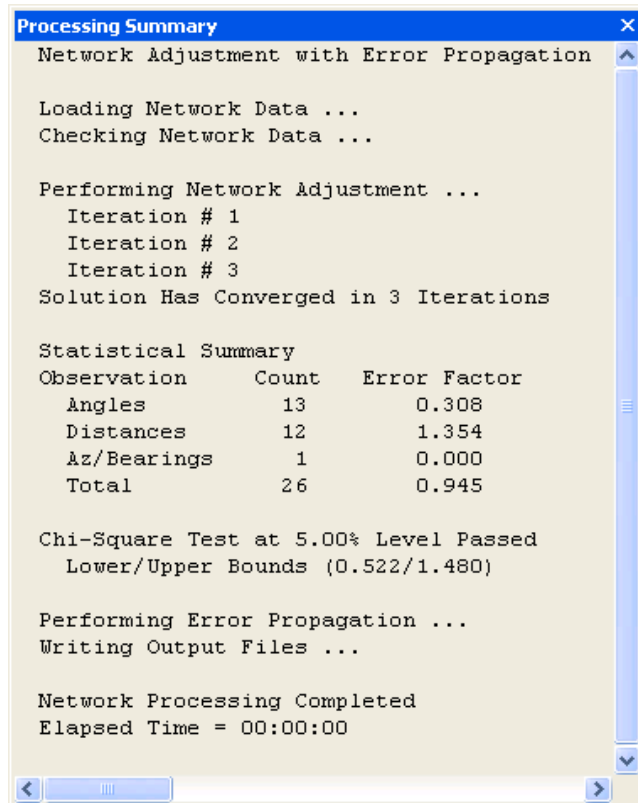 Processing Summary
Network Adjustment with Error Propagation
Loading Network Data ...
Checking Network Data ...
Performing Network Adjustment ...
Iteration # 1
Iteration # 2
Iteration # 3
Solution Has Converged in 3 Iterations
Statistical Summary
Observation Count Error Factor
Angles 13 0.308
Distances 12 1.354
Az/Bearings 1 0.000
Total 26 0.945
Chi-Square Test at 5.00% Level Passed
Lower/Upper Bounds (0.522/1.480)
Performing Error Propagation ...
Writing Output Files ...
Network Processing Completed
Elapsed Time = 00:00:00